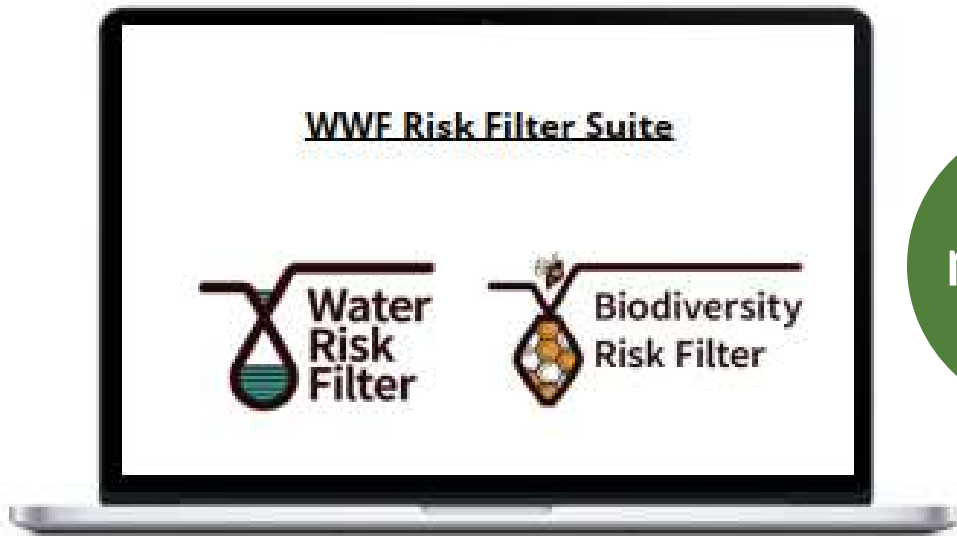 WWF Risk Filter Suite
Water
Risk
Filter
Biodiversity
Risk Filter